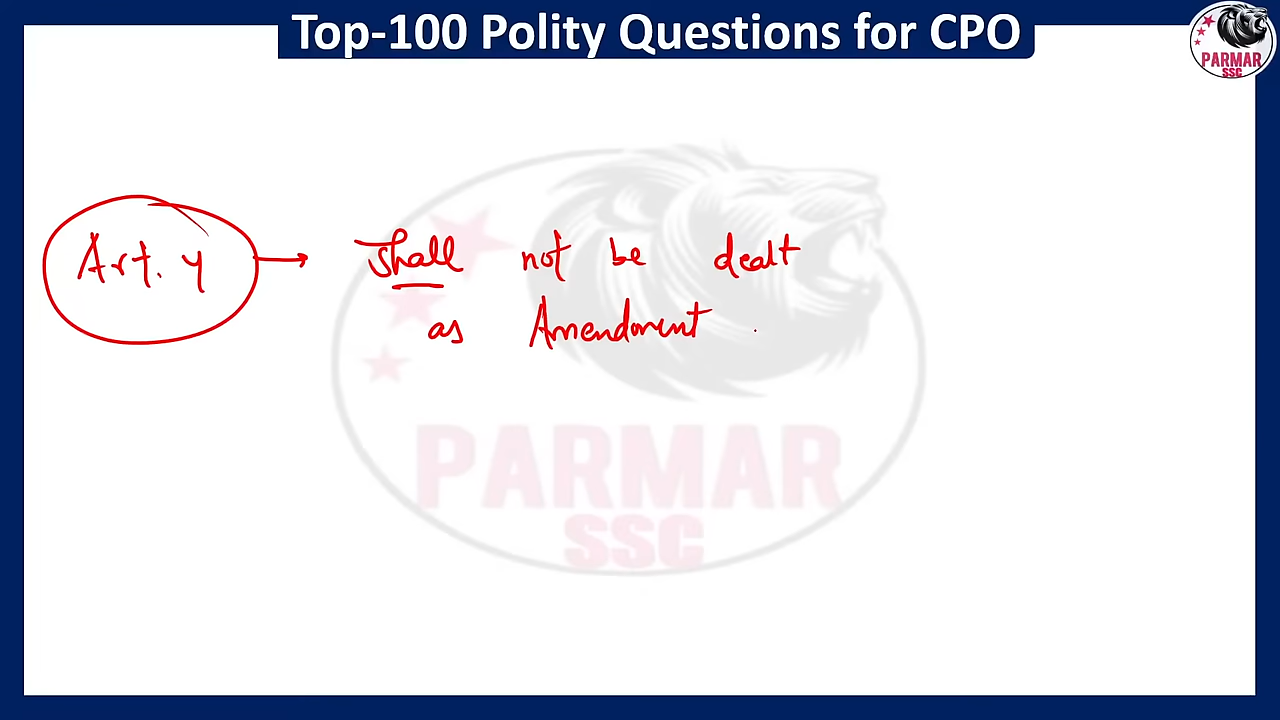 Top-100 Polity Questions for CPO
PARMAR
SSC
Art. 4 → shall not be dealt
as Amendment .
PARMAR
SSC